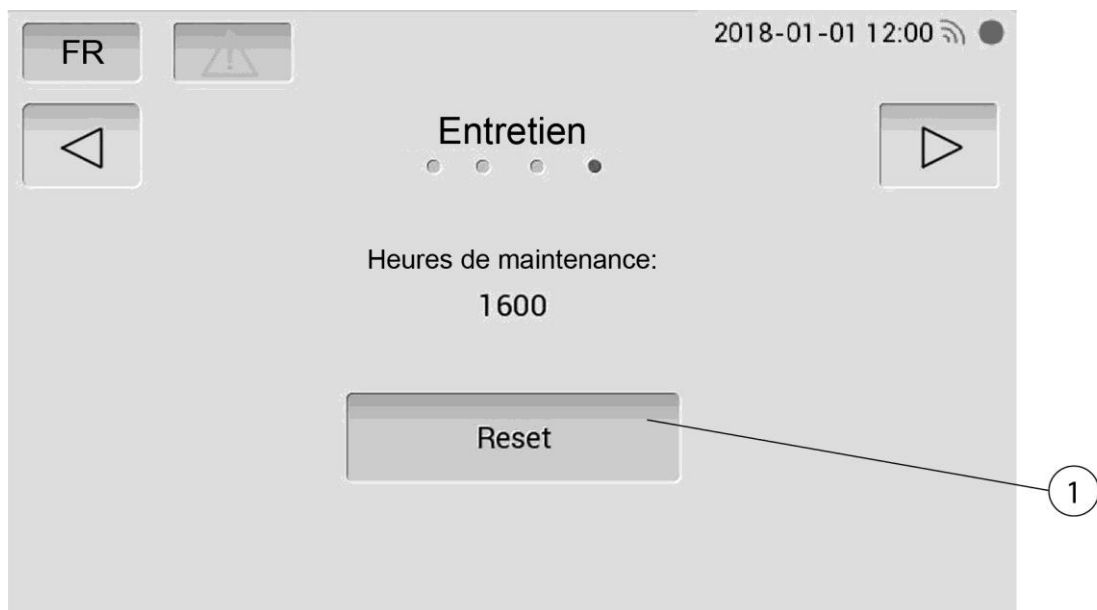 FR
2018-01-01 12:00
Entretien
Heures de maintenance:
1600
Reset
1